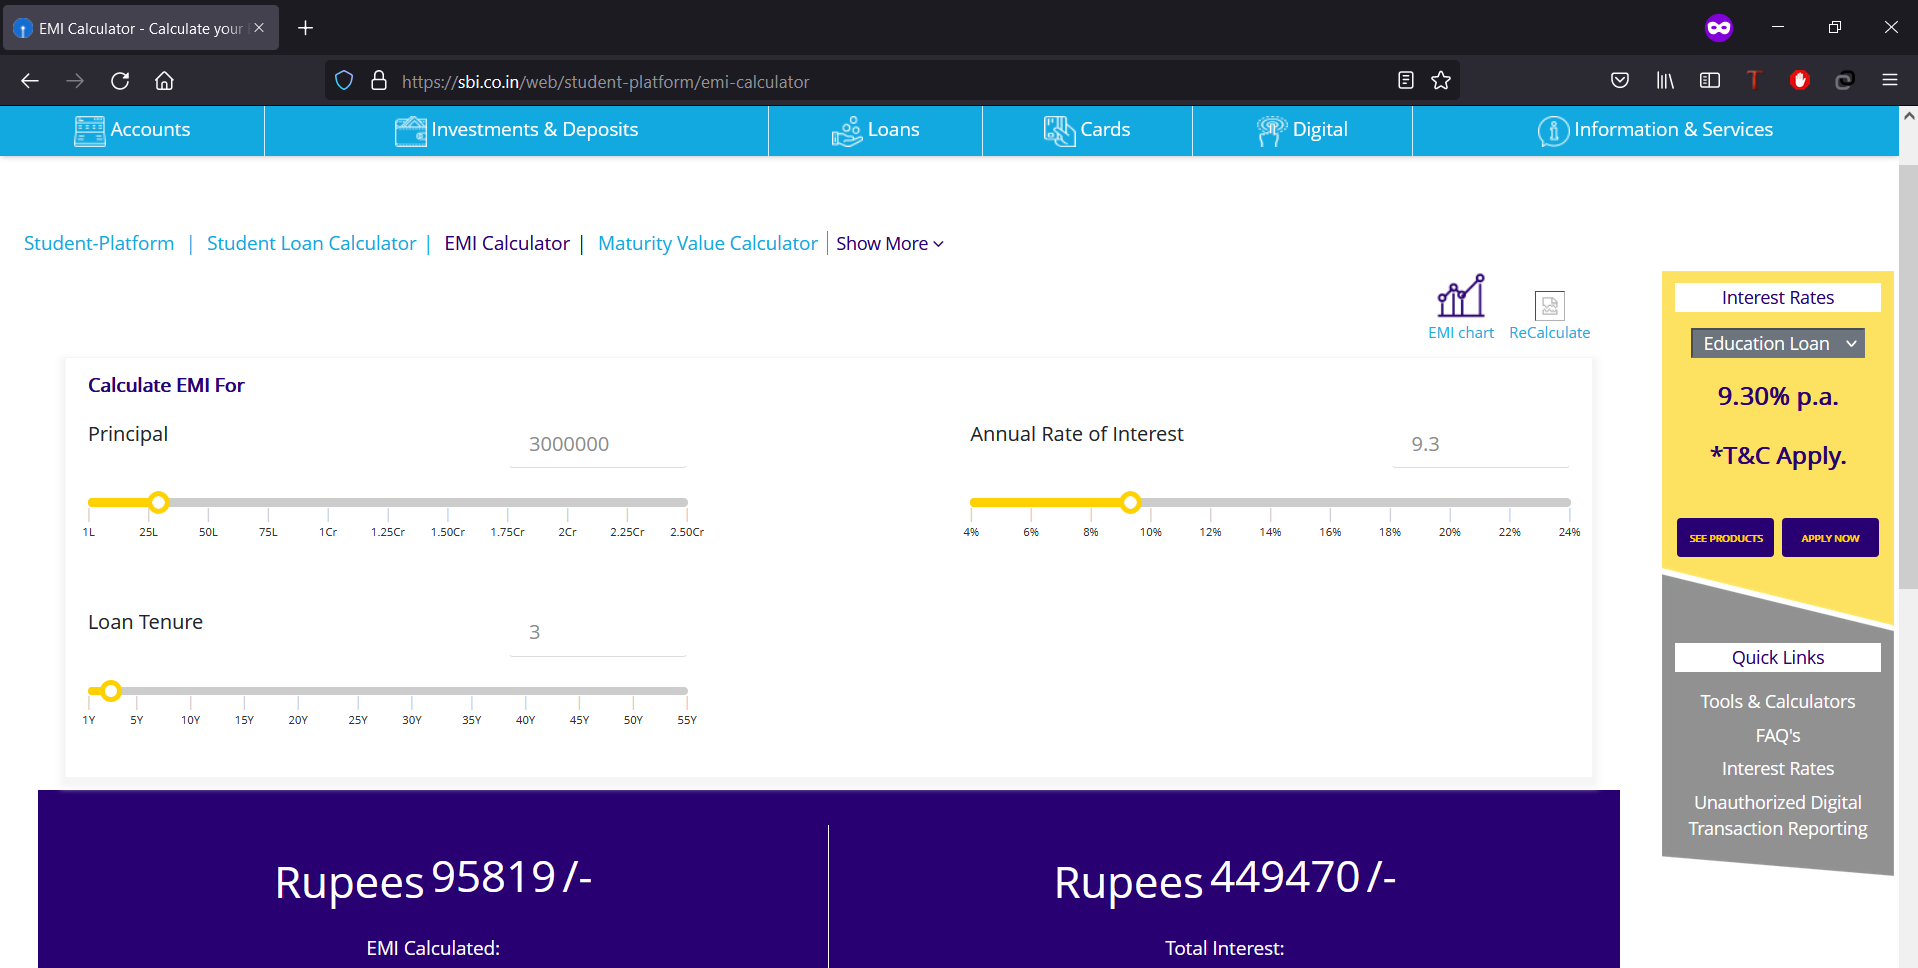 EMI Calculator - Calculate your
https://sbi.co.in/web/student-platform/emi-calculator
Accounts
Investments & Deposits
Loans
Cards
Digital
Information & Services
Student-Platform | Student Loan Calculator | EMI Calculator | Maturity Value Calculator | Show More
EMI chart
ReCalculate
Calculate EMI For
Principal
3000000
1L 25L 50L 75L 1Cr 1.25Cr 1.50Cr 1.75Cr 2Cr 2.25Cr 2.50Cr
Annual Rate of Interest
9.3
4% 6% 8% 10% 12% 14% 16% 18% 20% 22% 24%
Loan Tenure
3
1Y 5Y 10Y 15Y 20Y 25Y 30Y 35Y 40Y 45Y 50Y 55Y
Rupees 95819 /-
EMI Calculated:
Rupees 449470 /-
Total Interest:
Interest Rates
Education Loan
9.30% p.a.
*T&C Apply.
SEE PRODUCTS
APPLY NOW
Quick Links
Tools & Calculators
FAQ's
Interest Rates
Unauthorized Digital
Transaction Reporting